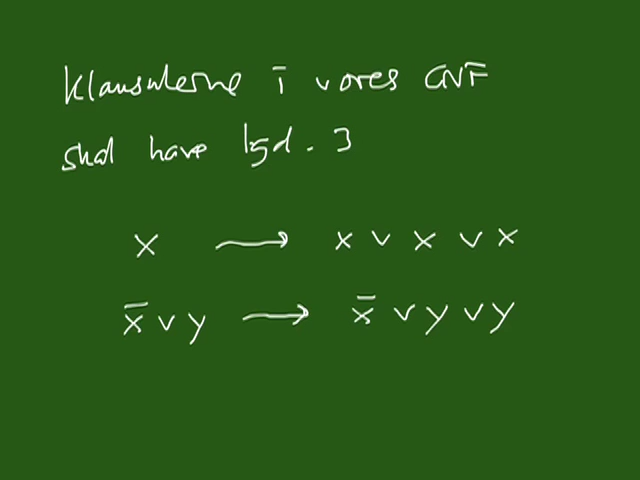 Klausulerne i vores CNF
skal have lgd. 3
x → x ∨ x ∨ x
x̄ ∨ y → x̄ ∨ y ∨ y